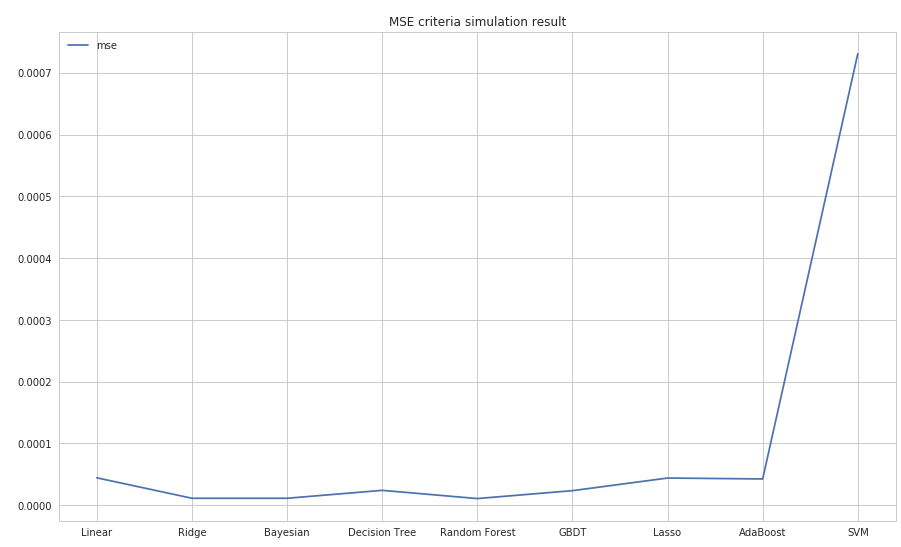 MSE criteria simulation result
mse
0.0007
0.0006
0.0005
0.0004
0.0003
0.0002
0.0001
0.0000
Linear Ridge Bayesian Decision Tree Random Forest GBDT Lasso AdaBoost SVM